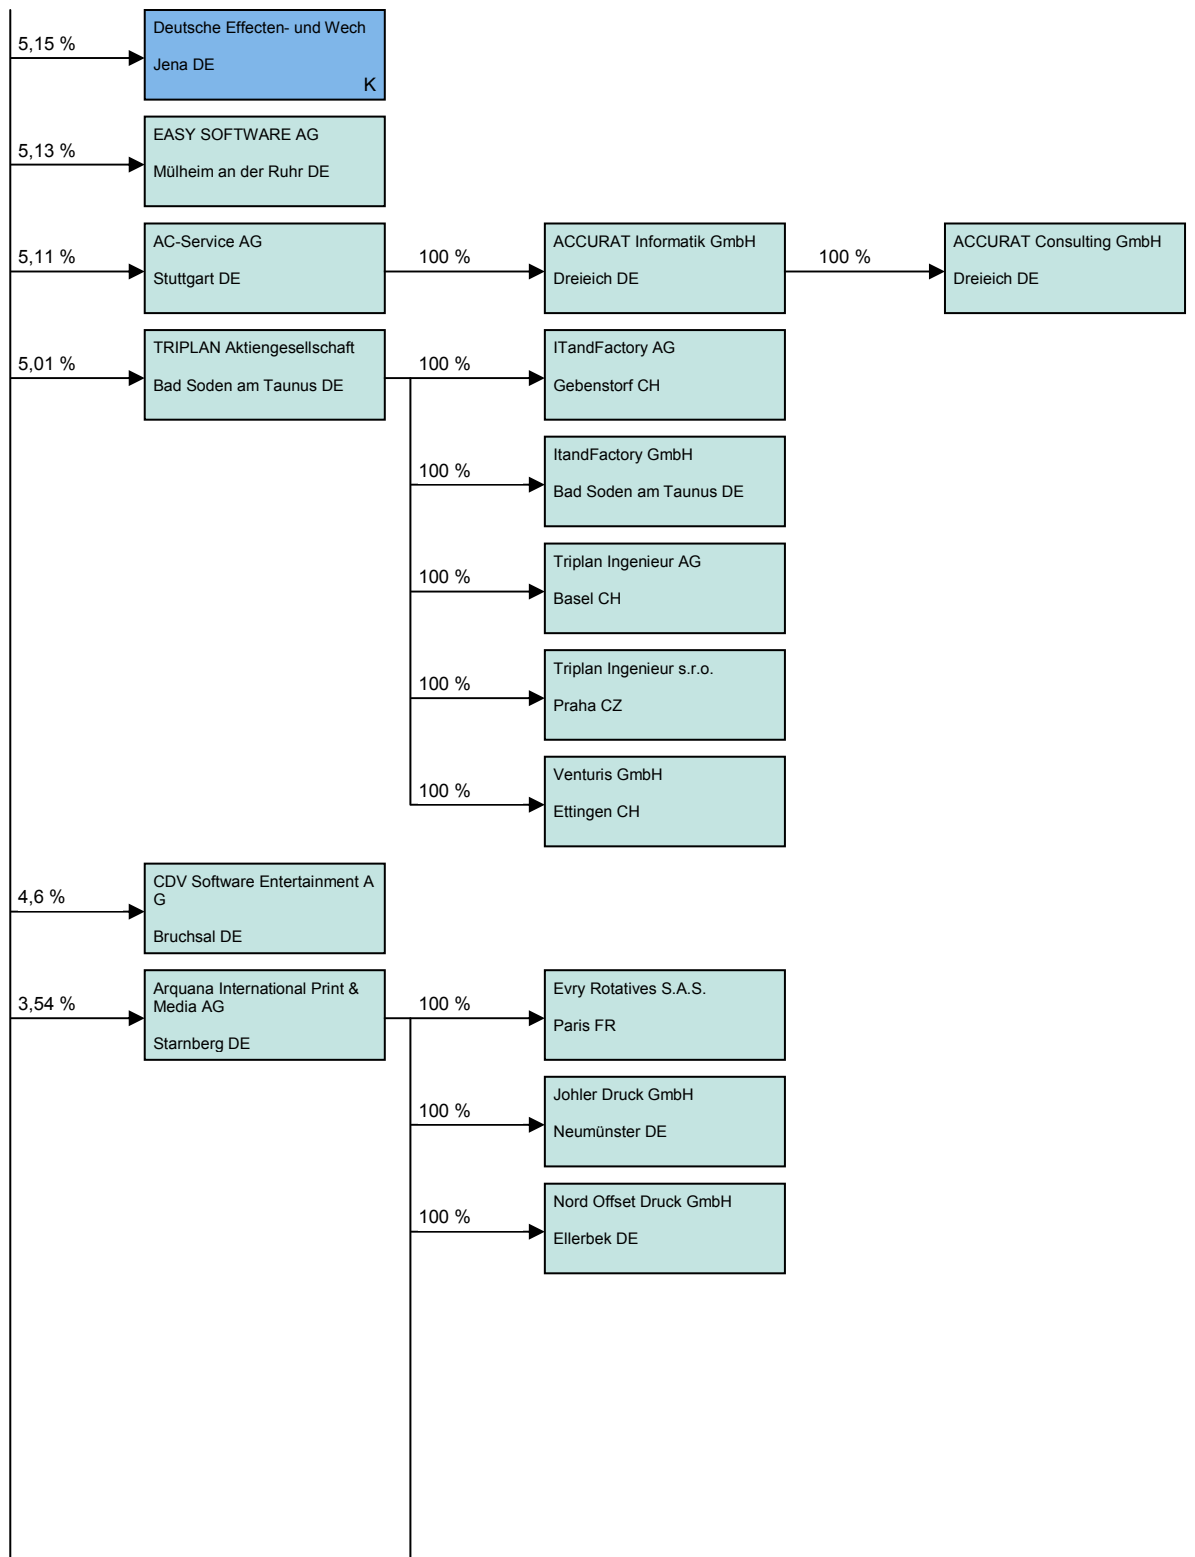 5,15 %
Deutsche Effecten- und Wech
Jena DE
K
5,13 %
EASY SOFTWARE AG
Mülheim an der Ruhr DE
5,11 %
AC-Service AG
Stuttgart DE
100 %
ACCURAT Informatik GmbH
Dreieich DE
100 %
ACCURAT Consulting GmbH
Dreieich DE
5,01 %
TRIPLAN Aktiengesellschaft
Bad Soden am Taunus DE
100 %
ITandFactory AG
Gebenstorf CH
100 %
ItandFactory GmbH
Bad Soden am Taunus DE
100 %
Triplan Ingenieur AG
Basel CH
100 %
Triplan Ingenieur s.r.o.
Praha CZ
100 %
Venturis GmbH
Ettingen CH
4,6 %
CDV Software Entertainment A
G
Bruchsal DE
3,54 %
Arquana International Print &
Media AG
Starnberg DE
100 %
Evry Rotatives S.A.S.
Paris FR
100 %
Johler Druck GmbH
Neumünster DE
100 %
Nord Offset Druck GmbH
Ellerbek DE